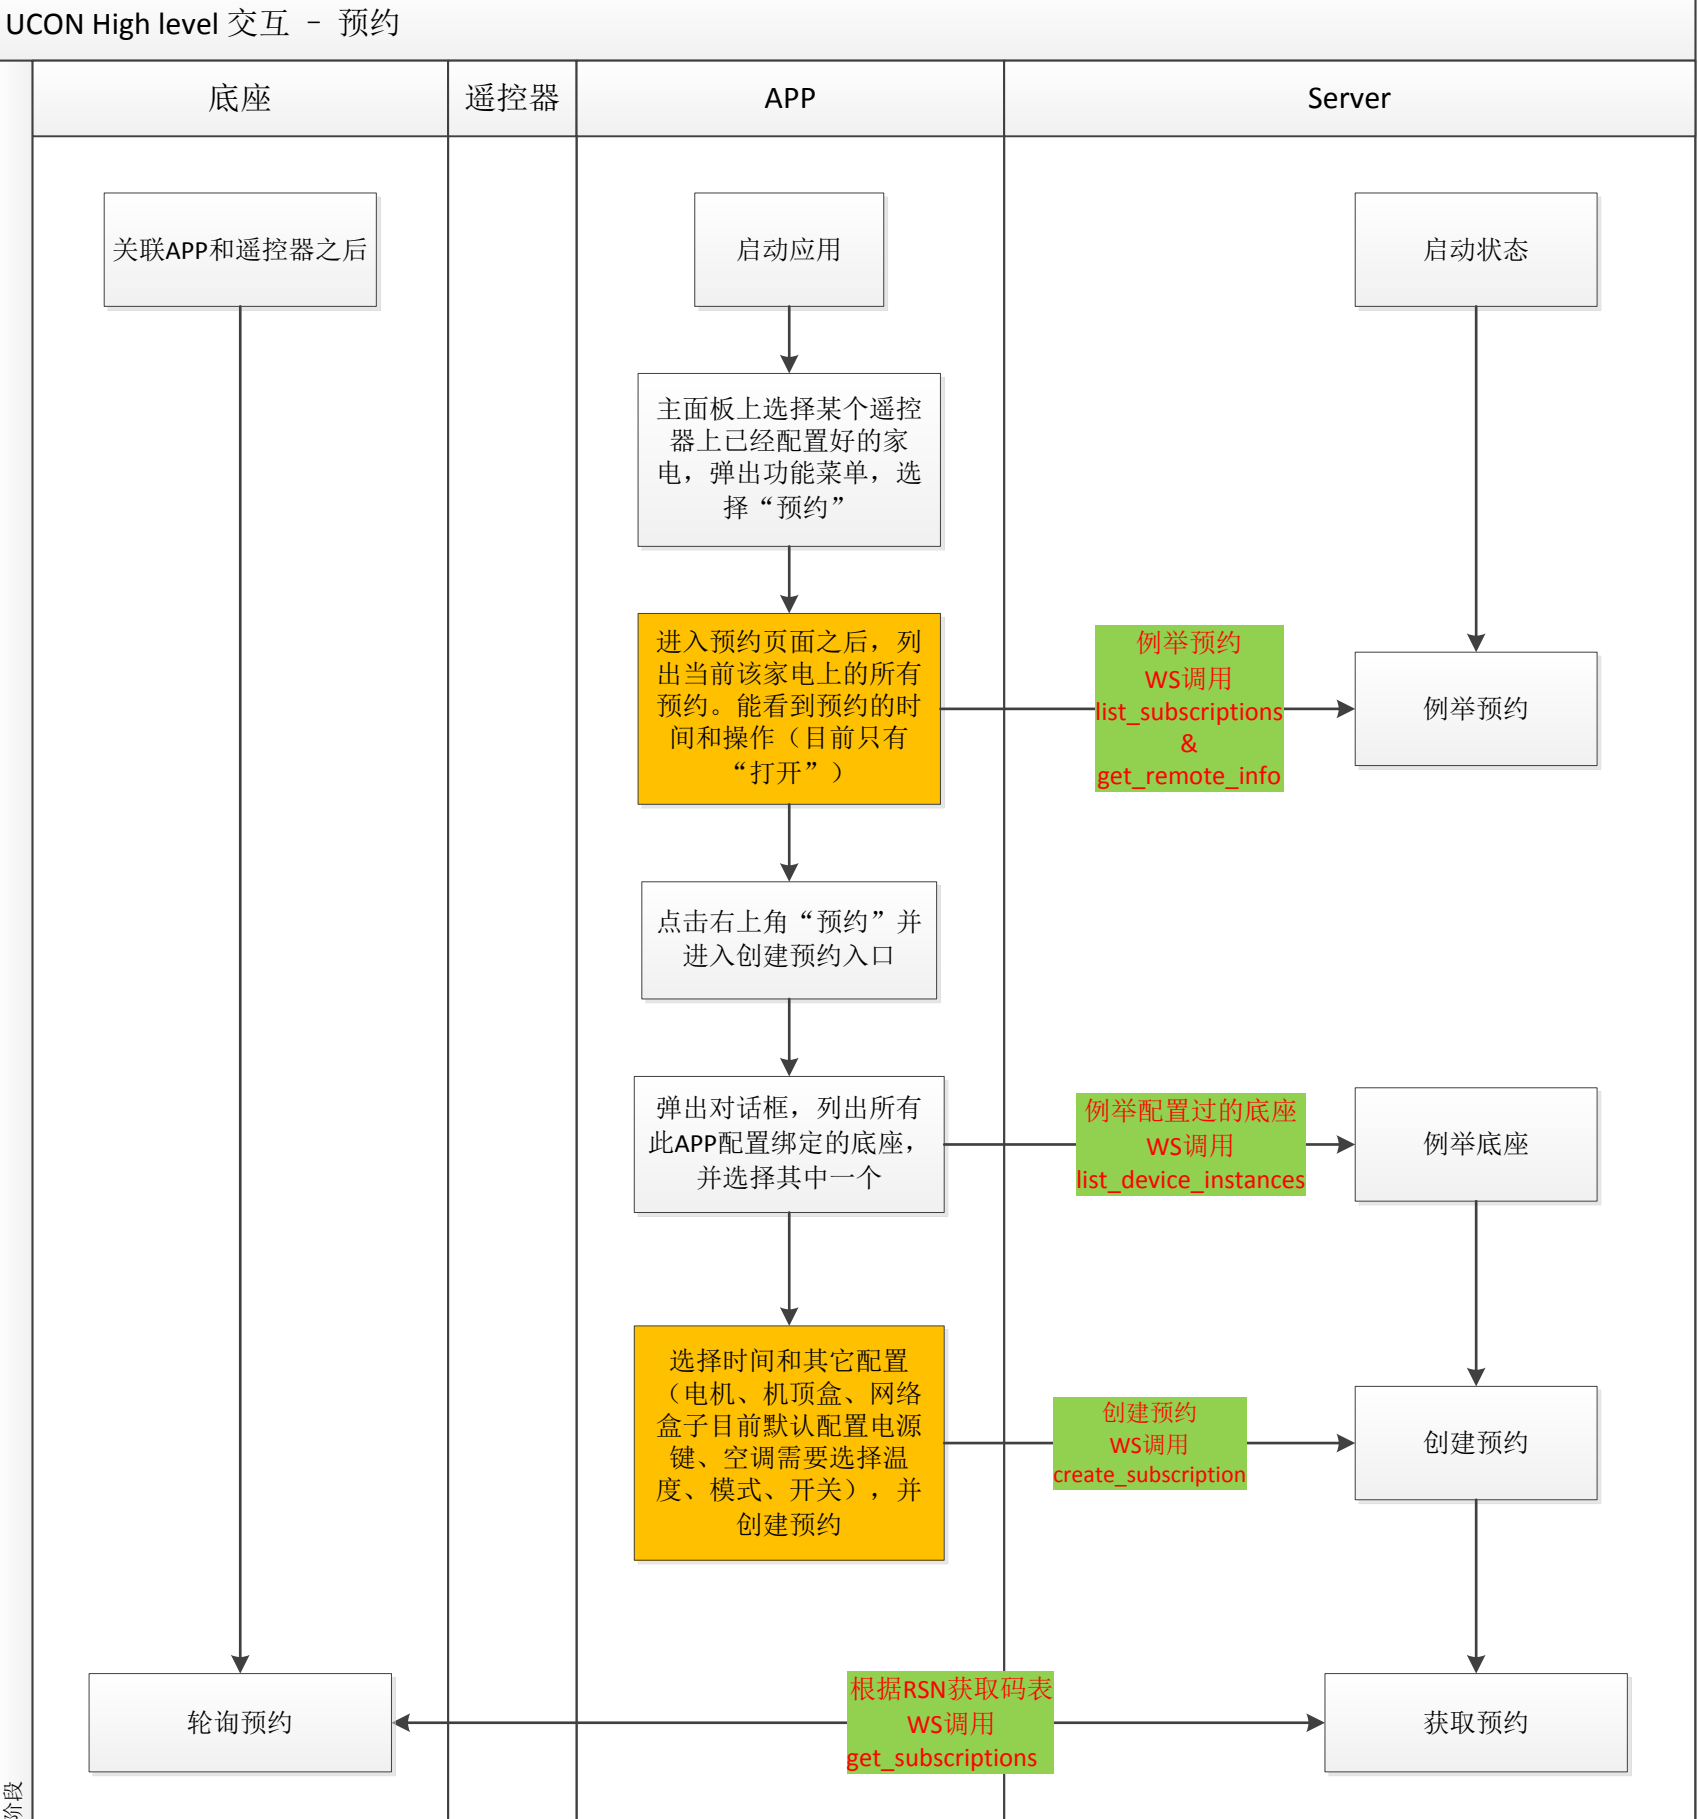 UCON High level 交互 - 预约
底座
遥控器
APP
Server
关联APP和遥控器之后
启动应用
启动状态
主面板上选择某个遥控
器上已经配置好的家
电，弹出功能菜单，选
择“预约”
进入预约页面之后，列
出当前该家电上的所有
预约。能看到预约的时
间和操作（目前只有
“打开”）
例举预约
WS调用
list_subscriptions
&
get_remote_info
例举预约
点击右上角“预约”并
进入创建预约入口
弹出对话框，列出所有
此APP配置绑定的底座，
并选择其中一个
例举配置过的底座
WS调用
list_device_instances
例举底座
选择时间和其它配置
（电机、机顶盒、网络
盒子目前默认配置电源
键、空调需要选择温
度、模式、开关），并
创建预约
创建预约
WS调用
create_subscription
创建预约
轮询预约
根据RSN获取码表
WS调用
get_subscriptions
获取预约
阶段